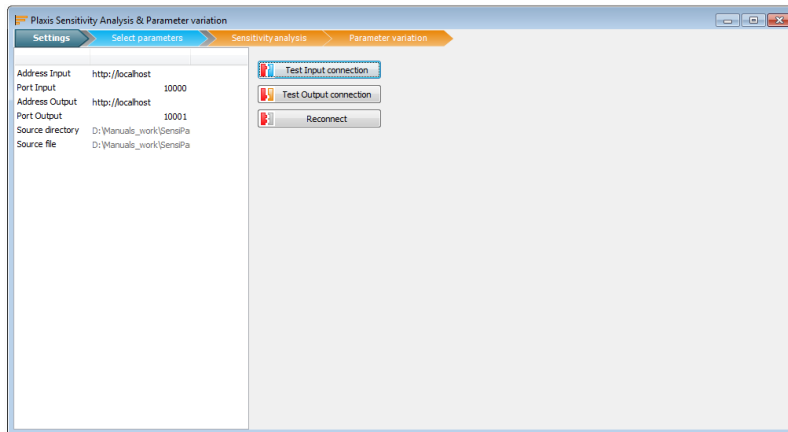 Plaxis Sensitivity Analysis & Parameter variation
Settings Select parameters Sensitivity analysis Parameter variation
Address Input http://localhost
Port Input 10000
Address Output http://localhost
Port Output 10001
Source directory D:\Manuals_work\SensiPa
Source file D:\Manuals_work\SensiPa
Test Input connection
Test Output connection
Reconnect